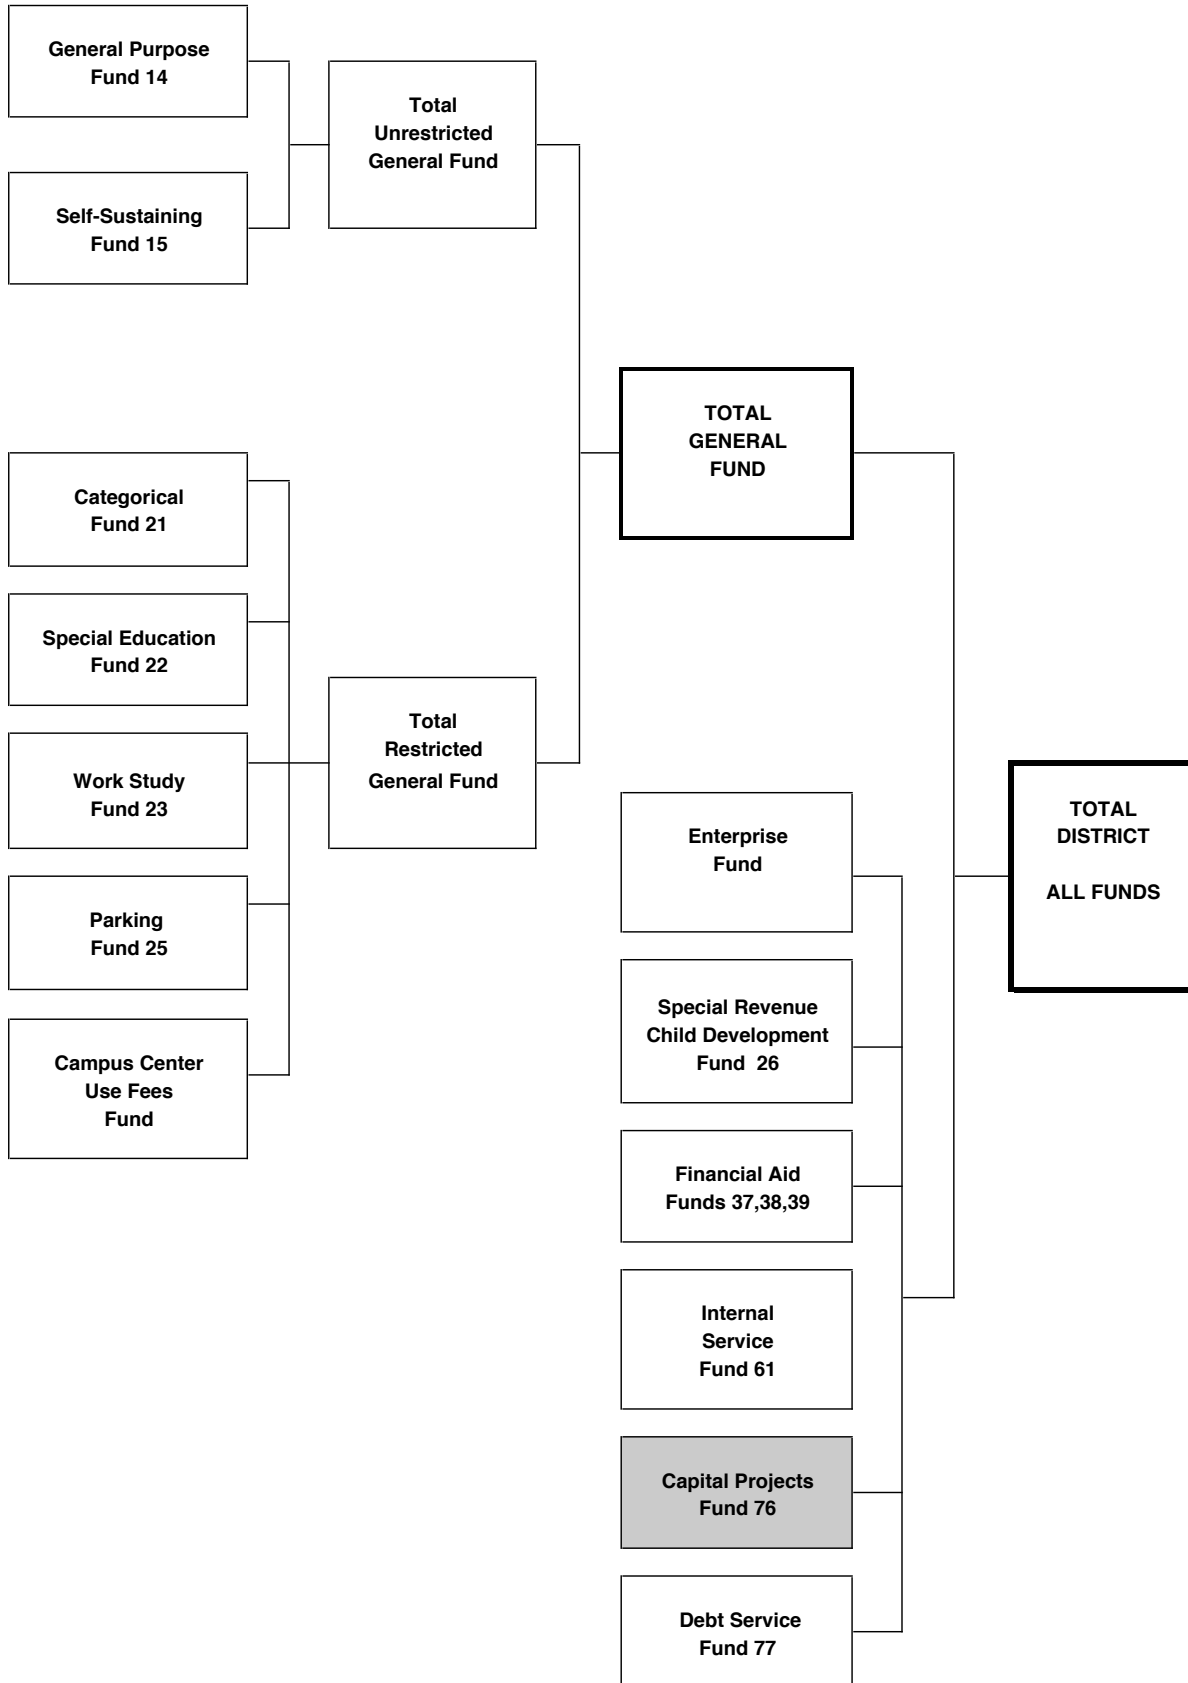 General Purpose
Fund 14
Self-Sustaining
Fund 15
Total
Unrestricted
General Fund
Categorical
Fund 21
Special Education
Fund 22
Work Study
Fund 23
Parking
Fund 25
Campus Center
Use Fees
Fund
Total
Restricted
General Fund
TOTAL
GENERAL
FUND
Enterprise
Fund
Special Revenue
Child Development
Fund  26
Financial Aid
Funds 37,38,39
Internal
Service
Fund 61
Capital Projects
Fund 76
Debt Service
Fund 77
TOTAL
DISTRICT
ALL FUNDS